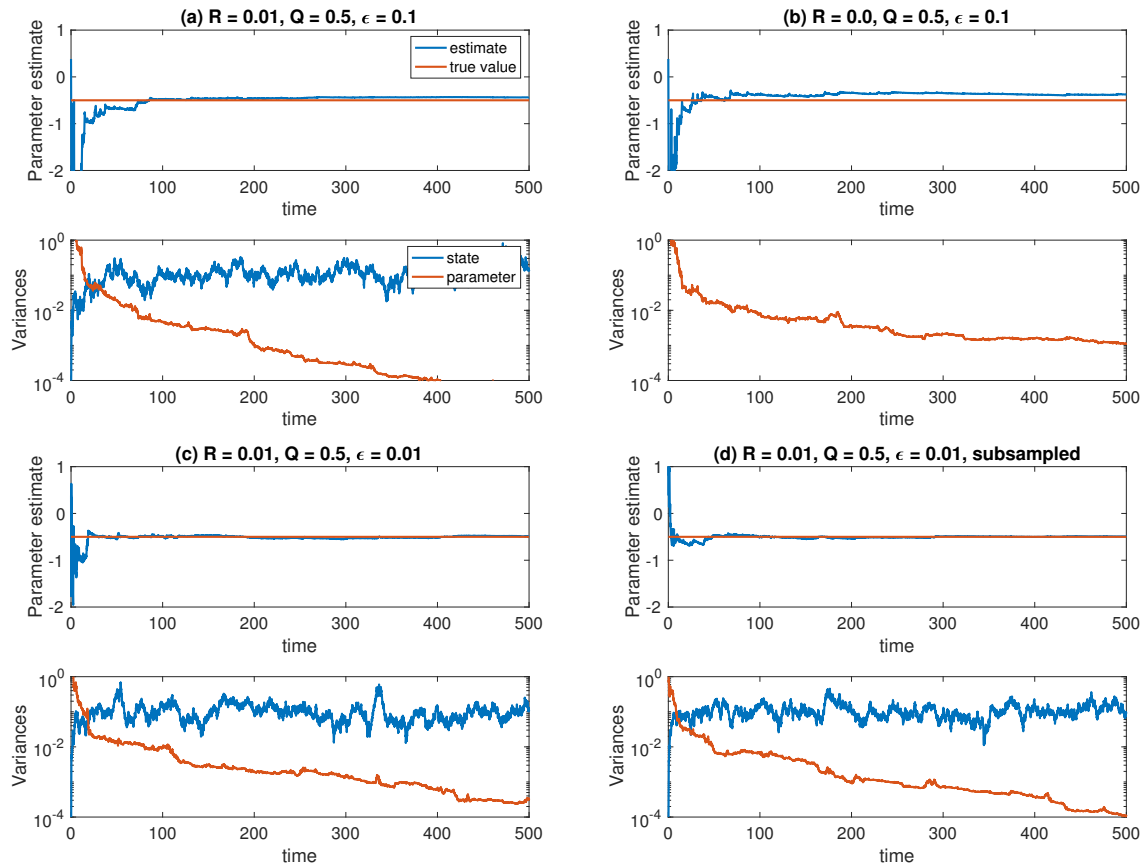 (a) R = 0.01, Q = 0.5, ϵ = 0.1
Parameter estimate
1
0
-1
-2
estimate
true value
0 100 200 300 400 500
time
Variances
10^0
10^-2
10^-4
state
parameter
0 100 200 300 400 500
time
(b) R = 0.0, Q = 0.5, ϵ = 0.1
Parameter estimate
1
0
-1
-2
0 100 200 300 400 500
time
Variances
10^0
10^-2
10^-4
0 100 200 300 400 500
time
(c) R = 0.01, Q = 0.5, ϵ = 0.01
Parameter estimate
1
0
-1
-2
0 100 200 300 400 500
time
Variances
10^0
10^-2
10^-4
0 100 200 300 400 500
time
(d) R = 0.01, Q = 0.5, ϵ = 0.01, subsampled
Parameter estimate
1
0
-1
-2
0 100 200 300 400 500
time
Variances
10^0
10^-2
10^-4
0 100 200 300 400 500
time